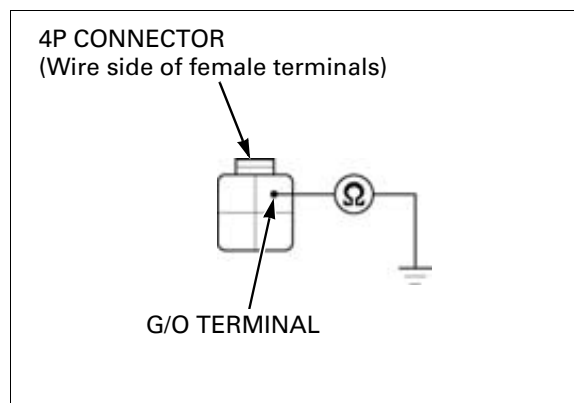 4P CONNECTOR
(Wire side of female terminals)
Ω
G/O TERMINAL